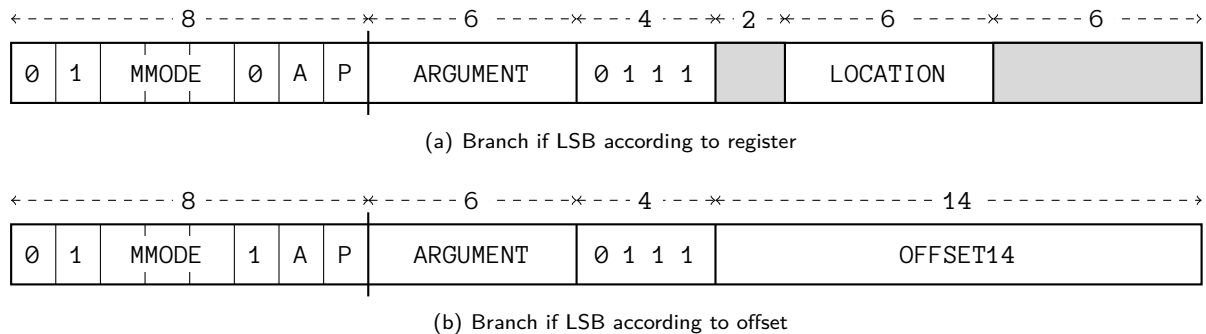 8 6 4 2 6 6
0 1 MMODE 0 A P ARGUMENT 0 1 1 1 LOCATION
(a) Branch if LSB according to register
8 6 4 14
0 1 MMODE 1 A P ARGUMENT 0 1 1 1 OFFSET14
(b) Branch if LSB according to offset